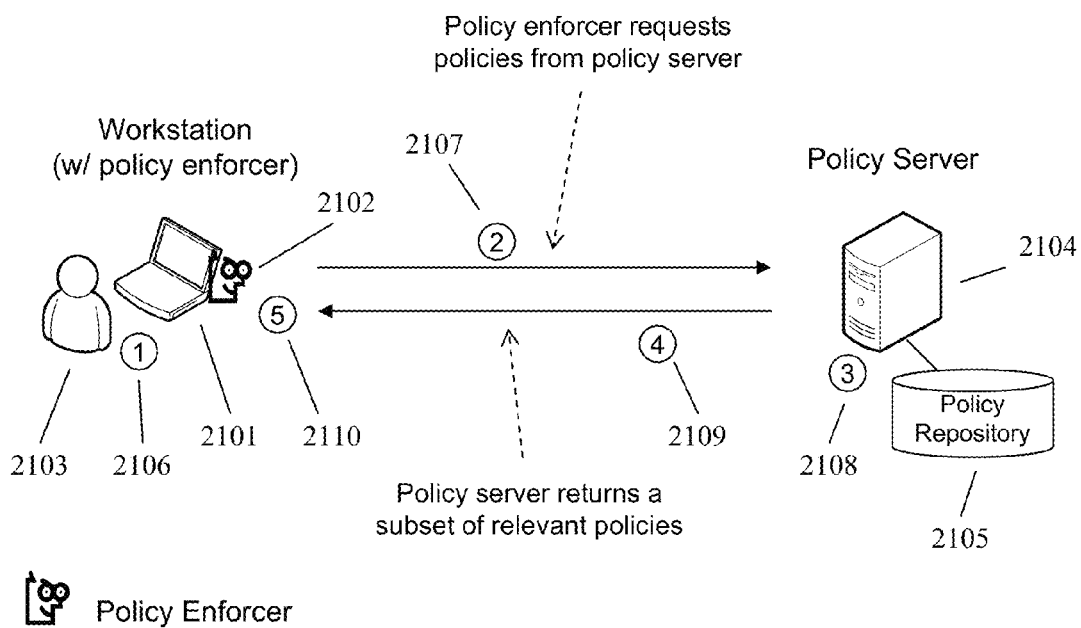 Policy enforcer requests
policies from policy server
Workstation
(w/ policy enforcer)
2107
Policy Server
2102
2
2104
5
4
1
3
Policy
Repository
2101
2110
2109
2103
2106
2108
Policy server returns a
subset of relevant policies
2105
Policy Enforcer